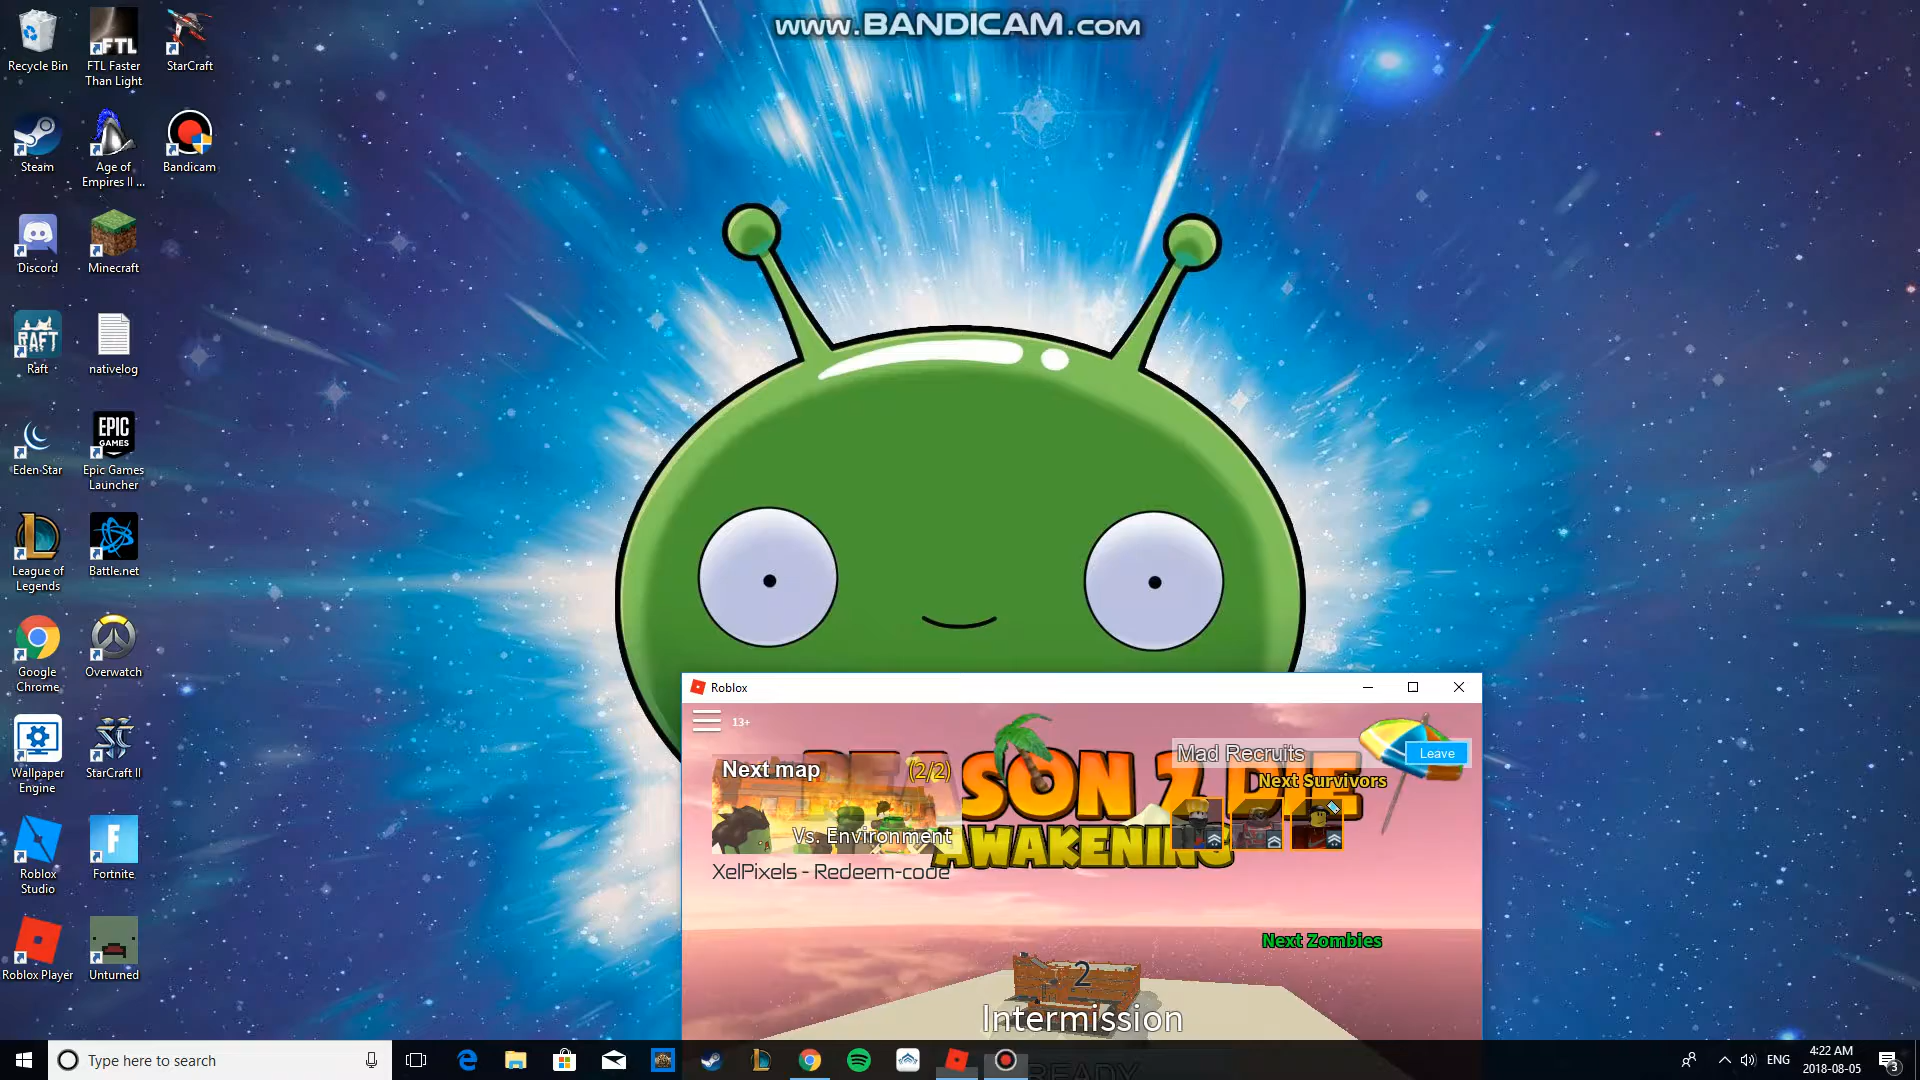 www.BANDICAM.com
Recycle Bin
FTL Faster
Than Light
StarCraft
Steam
Age of
Empires II ...
Bandicam
Discord
Minecraft
Raft
nativelog
Eden-Star
Epic Games
Launcher
League of
Legends
Battle.net
Google
Chrome
Overwatch
Wallpaper
Engine
StarCraft II
Roblox
Studio
Fortnite
Roblox Player
Unturned
FTL
RAFT
EPIC
GAMES
Roblox
13+
REASON 2 DIE
AWAKENING
Next map
(2/2)
Vs. Environment
XelPixels - Redeem-code
Mad Recruits
Leave
Next Survivors
Next Zombies
2
Intermission
READY
Type here to search
ENG
4:22 AM
2018-08-05
3